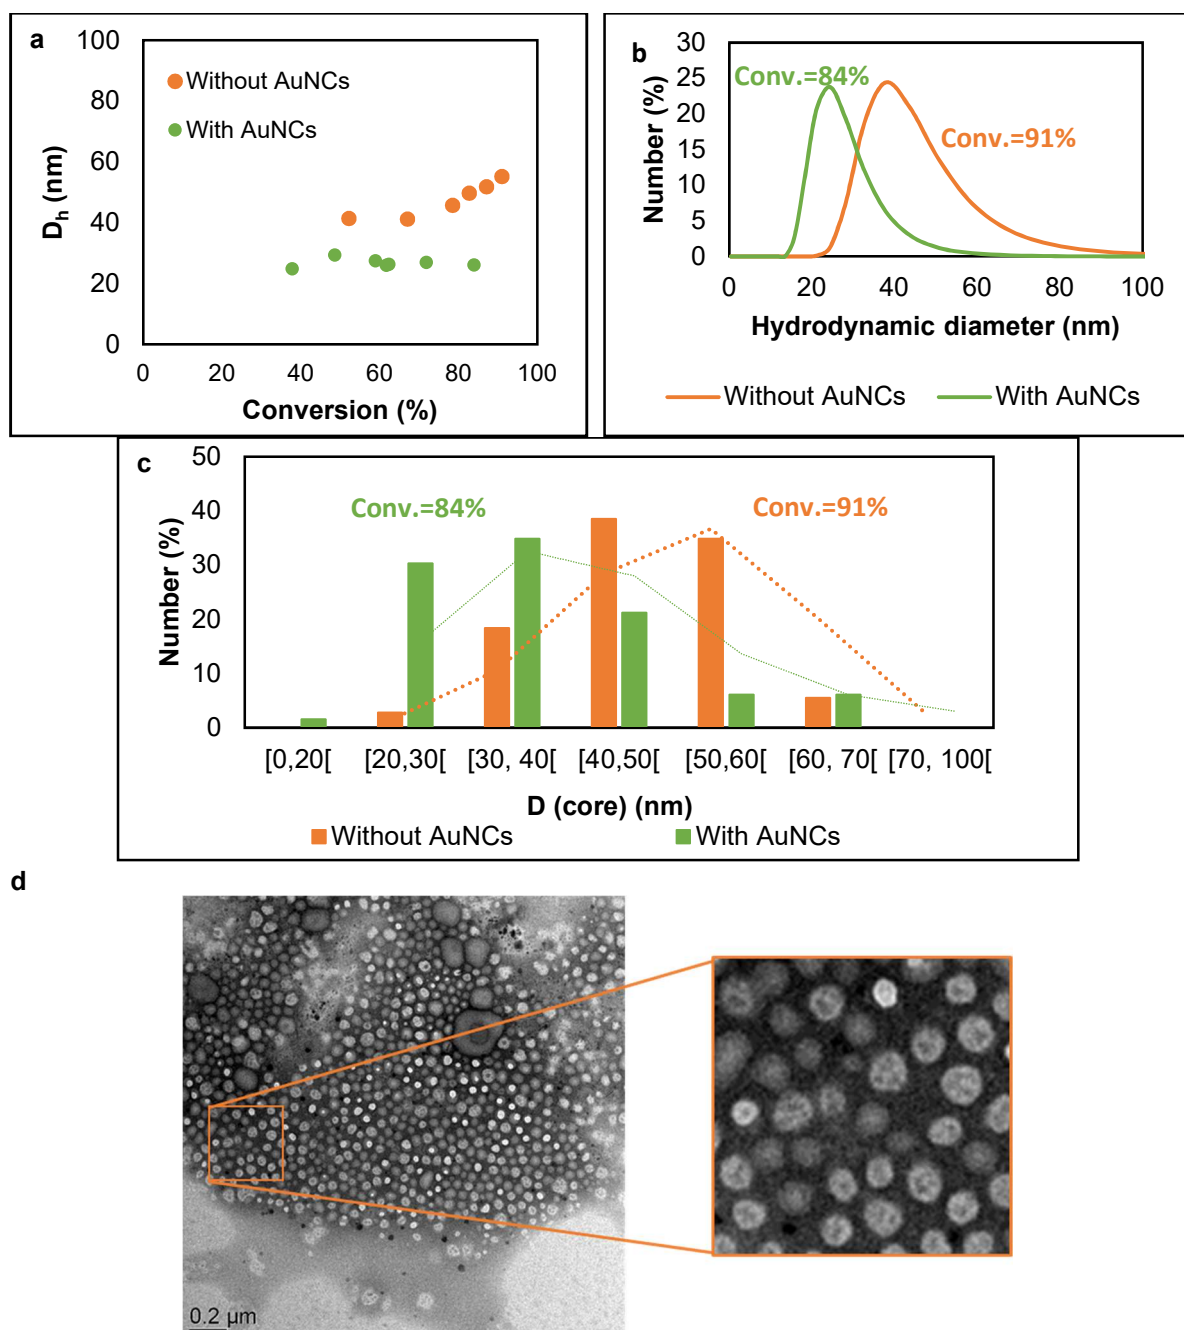 a
100
80
60
40
20
0
D_h (nm)
Without AuNCs
With AuNCs
0 20 40 60 80 100
Conversion (%)
b
30
25
20
15
10
5
0
Number (%)
Conv.=84%
Conv.=91%
0 20 40 60 80 100
Hydrodynamic diameter (nm)
Without AuNCs With AuNCs
c
50
40
30
20
10
0
Number (%)
Conv.=84% Conv.=91%
[0,20[ [20,30[ [30, 40[ [40,50[ [50,60[ [60, 70[ [70, 100[
D (core) (nm)
Without AuNCs With AuNCs
d
0.2 µm